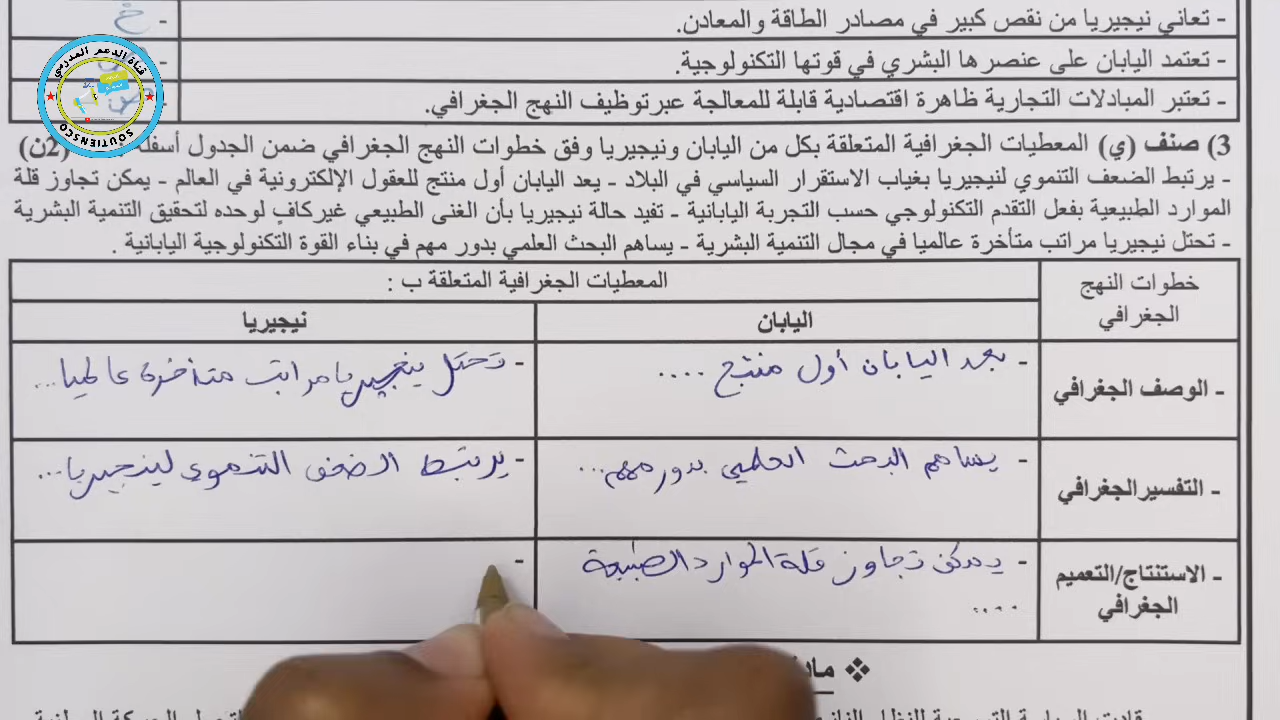 - تعاني نيجيريا من نقص كبير في مصادر الطاقة والمعادن.
- خ
- تعتمد اليابان على عنصرها البشري في قوتها التكنولوجية.
- تعتبر المبادلات التجارية ظاهرة اقتصادية قابلة للمعالجة عبر توظيف النهج الجغرافي.
قناة الدعم المدرسي
SOUTIENSCO
3) صنف (ي) المعطيات الجغرافية المتعلقة بكل من اليابان ونيجيريا وفق خطوات النهج الجغرافي ضمن الجدول أسفله (2ن)
- يرتبط الضعف التنموي لنيجيريا بغياب الاستقرار السياسي في البلاد - يعد اليابان أول منتج للعقول الإلكترونية في العالم - يمكن تجاوز قلة
الموارد الطبيعية بفعل التقدم التكنولوجي حسب التجربة اليابانية - تفيد حالة نيجيريا بأن الغنى الطبيعي غير كاف لوحده لتحقيق التنمية البشرية
- تحتل نيجيريا مراتب متأخرة عالميا في مجال التنمية البشرية - يساهم البحث العلمي بدور مهم في بناء القوة التكنولوجية اليابانية.
خطوات النهج الجغرافي
المعطيات الجغرافية المتعلقة ب :
اليابان
نيجيريا
- الوصف الجغرافي
- يعد اليابان أول منتج ....
- تحتل نيجيريا مراتب متأخرة عالميا...
- التفسير الجغرافي
- يساهم البحث العلمي بدور مهم...
- يرتبط الضعف التنموي لنيجيريا...
- الاستنتاج/التعميم الجغرافي
- يمكن تجاوز قلة الموارد الطبيعية
....
-
❖